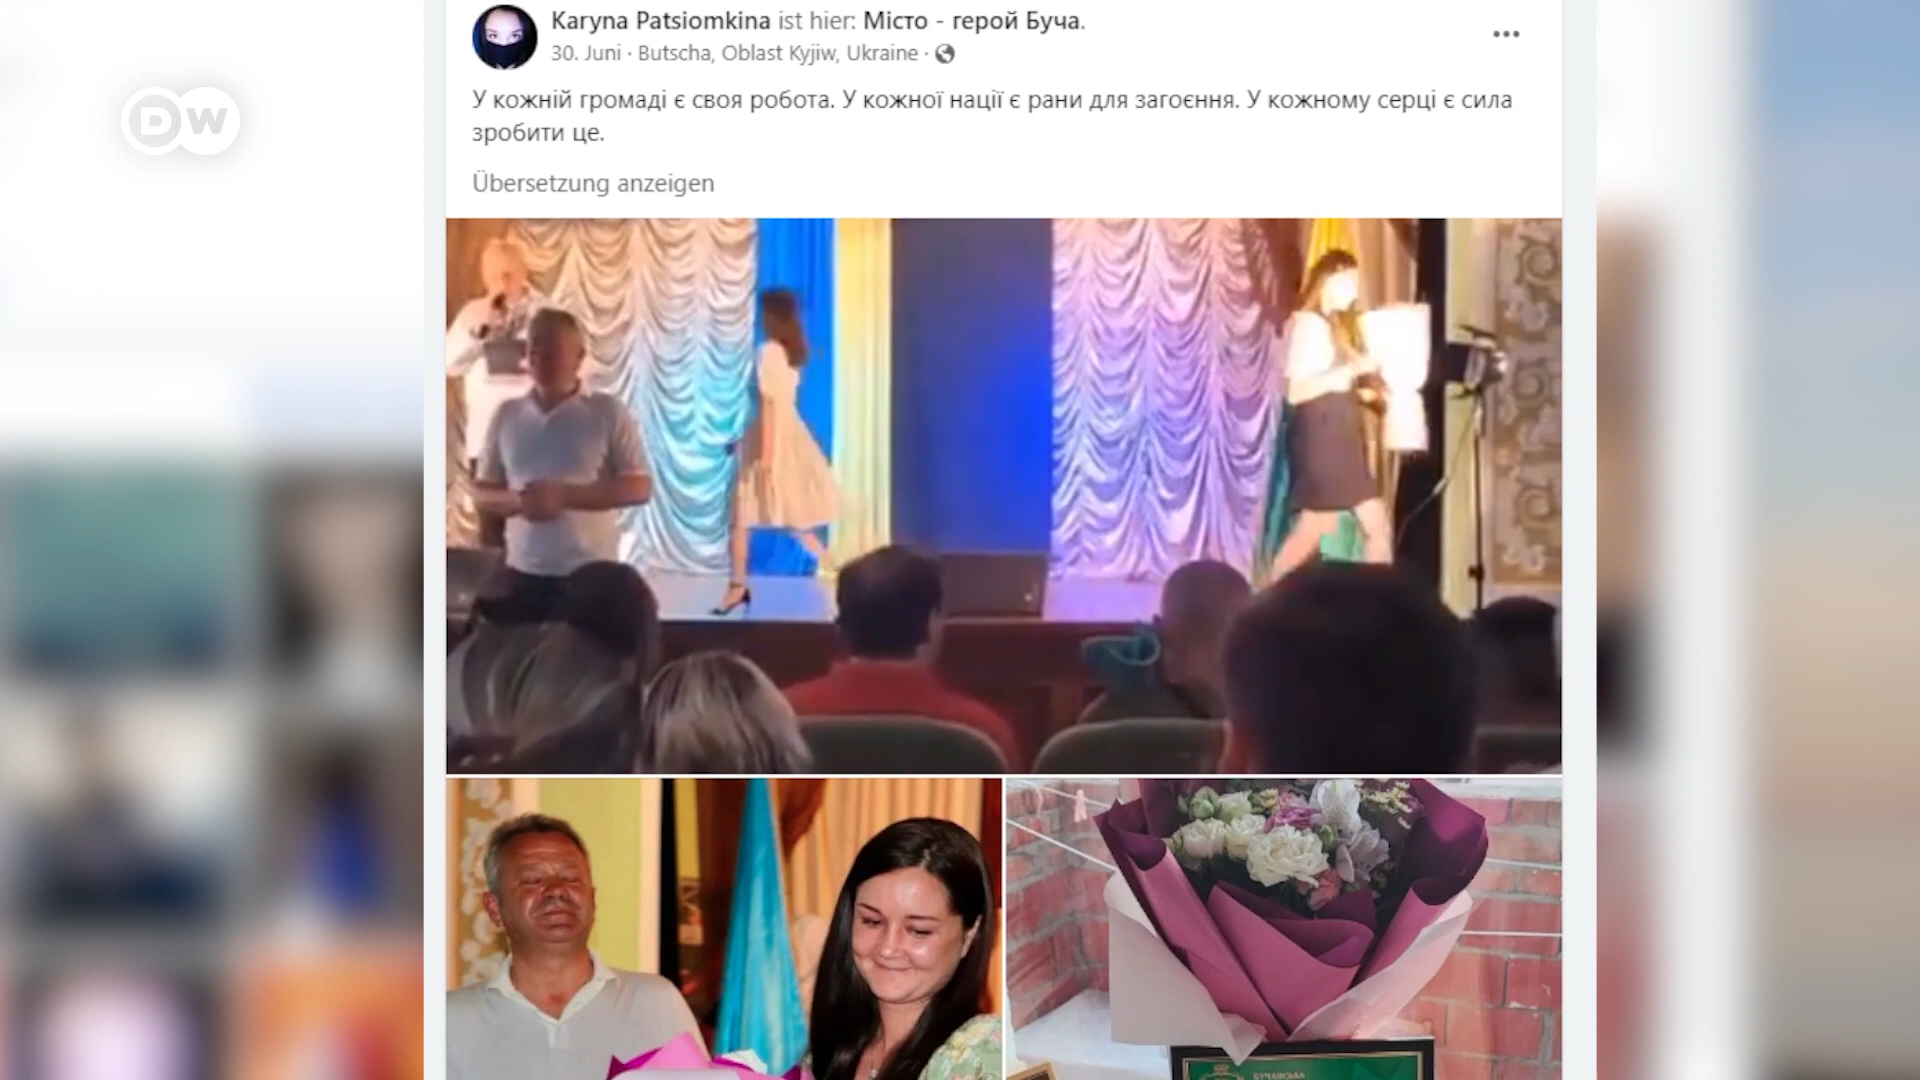 Karyna Patsiomkina ist hier: Місто - герой Буча.
30. Juni · Butscha, Oblast Kyjiw, Ukraine ·
DW
У кожній громаді є своя робота. У кожної нації є рани для загоєння. У кожному серці є сила
зробити це.
Übersetzung anzeigen
БУЧАНСЬКА